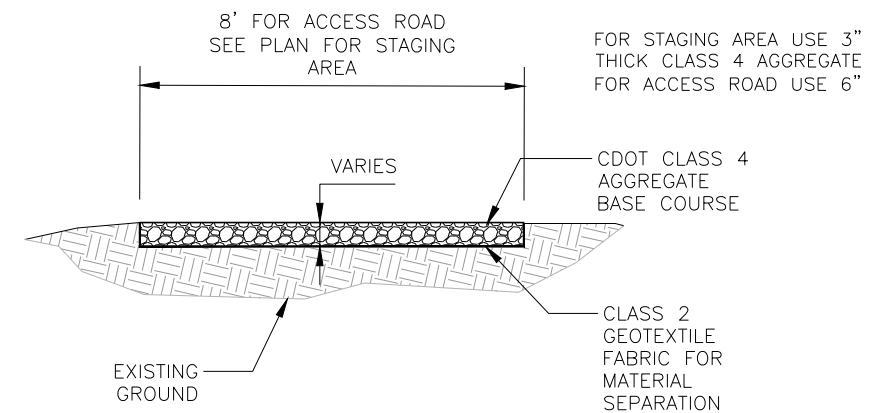 8' FOR ACCESS ROAD
SEE PLAN FOR STAGING
AREA
FOR STAGING AREA USE 3"
THICK CLASS 4 AGGREGATE
FOR ACCESS ROAD USE 6"
VARIES
CDOT CLASS 4
AGGREGATE
BASE COURSE
CLASS 2
GEOTEXTILE
FABRIC FOR
MATERIAL
SEPARATION
EXISTING
GROUND